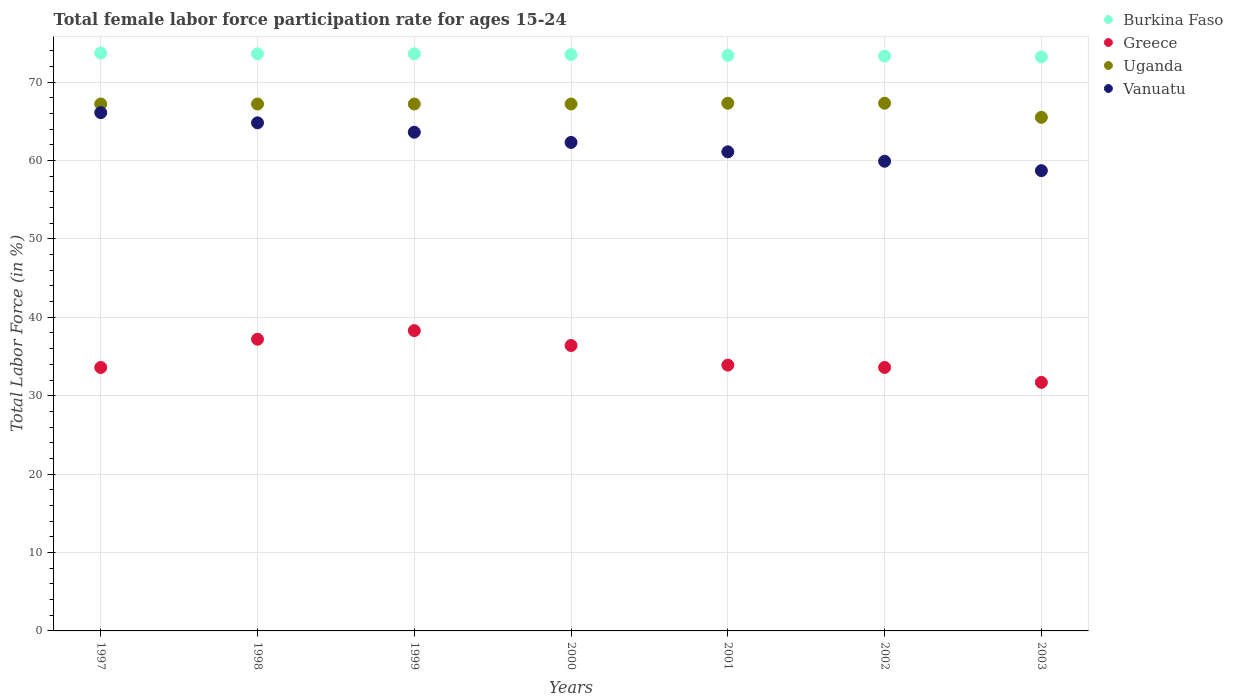 Total female labor force participation rate for ages 15-24
Burkina Faso
Greece
Uganda
Vanuatu
Total Labor Force (in %)
70
60
50
40
30
20
10
0
1997
1998
1999
2000
2001
2002
2003
Years